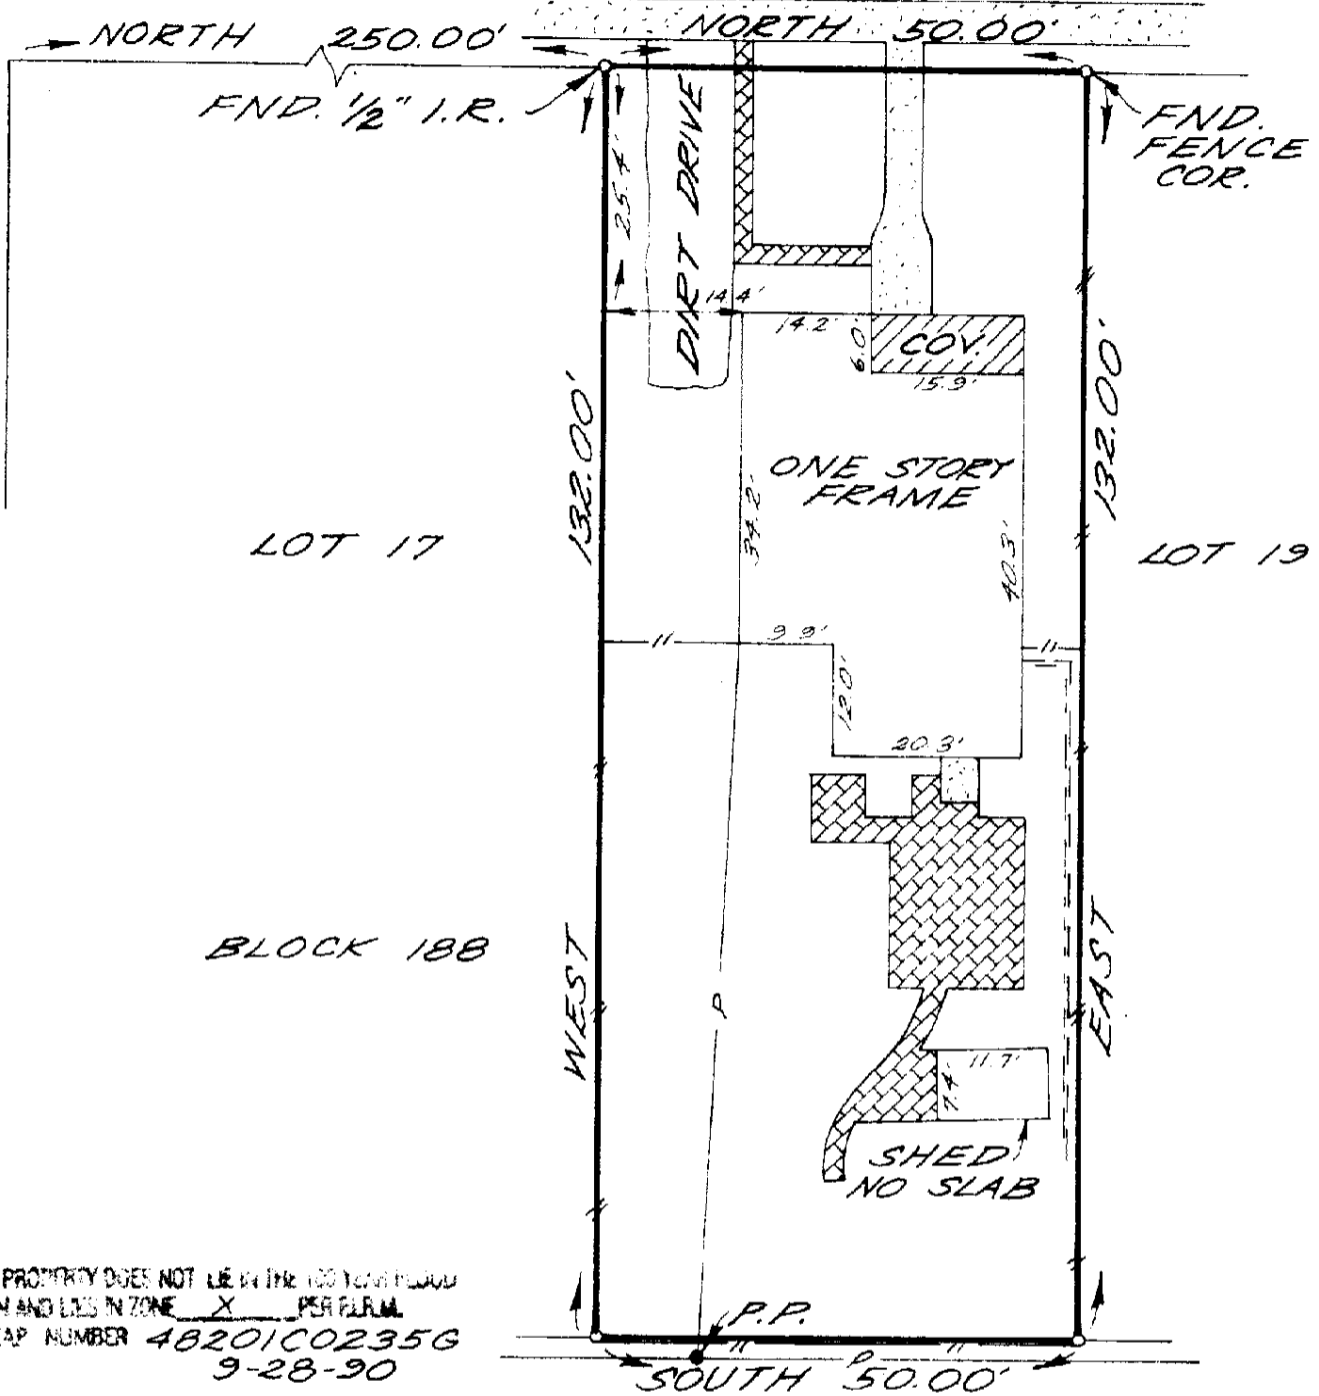 NORTH 250.00'
NORTH 50.00'
FND. 1/2" I.R.
FND.
FENCE
COR.
25.4'
DIRT DRIVE
14.4'
14.2'
6.0'
COV.
15.9'
132.00'
132.00'
ONE STORY
FRAME
34.2'
40.3'
LOT 17
LOT 19
9.9'
12.0'
20.3'
BLOCK 188
WEST
EAST
P
11.7'
7.4'
SHED
NO SLAB
PROPERTY DOES NOT LIE IN THE 100 YEAR FLOOD
AND LIES IN ZONE X PER F.I.R.M.
MAP NUMBER 48201C0235G
9-28-90
P.P.
P
SOUTH 50.00'